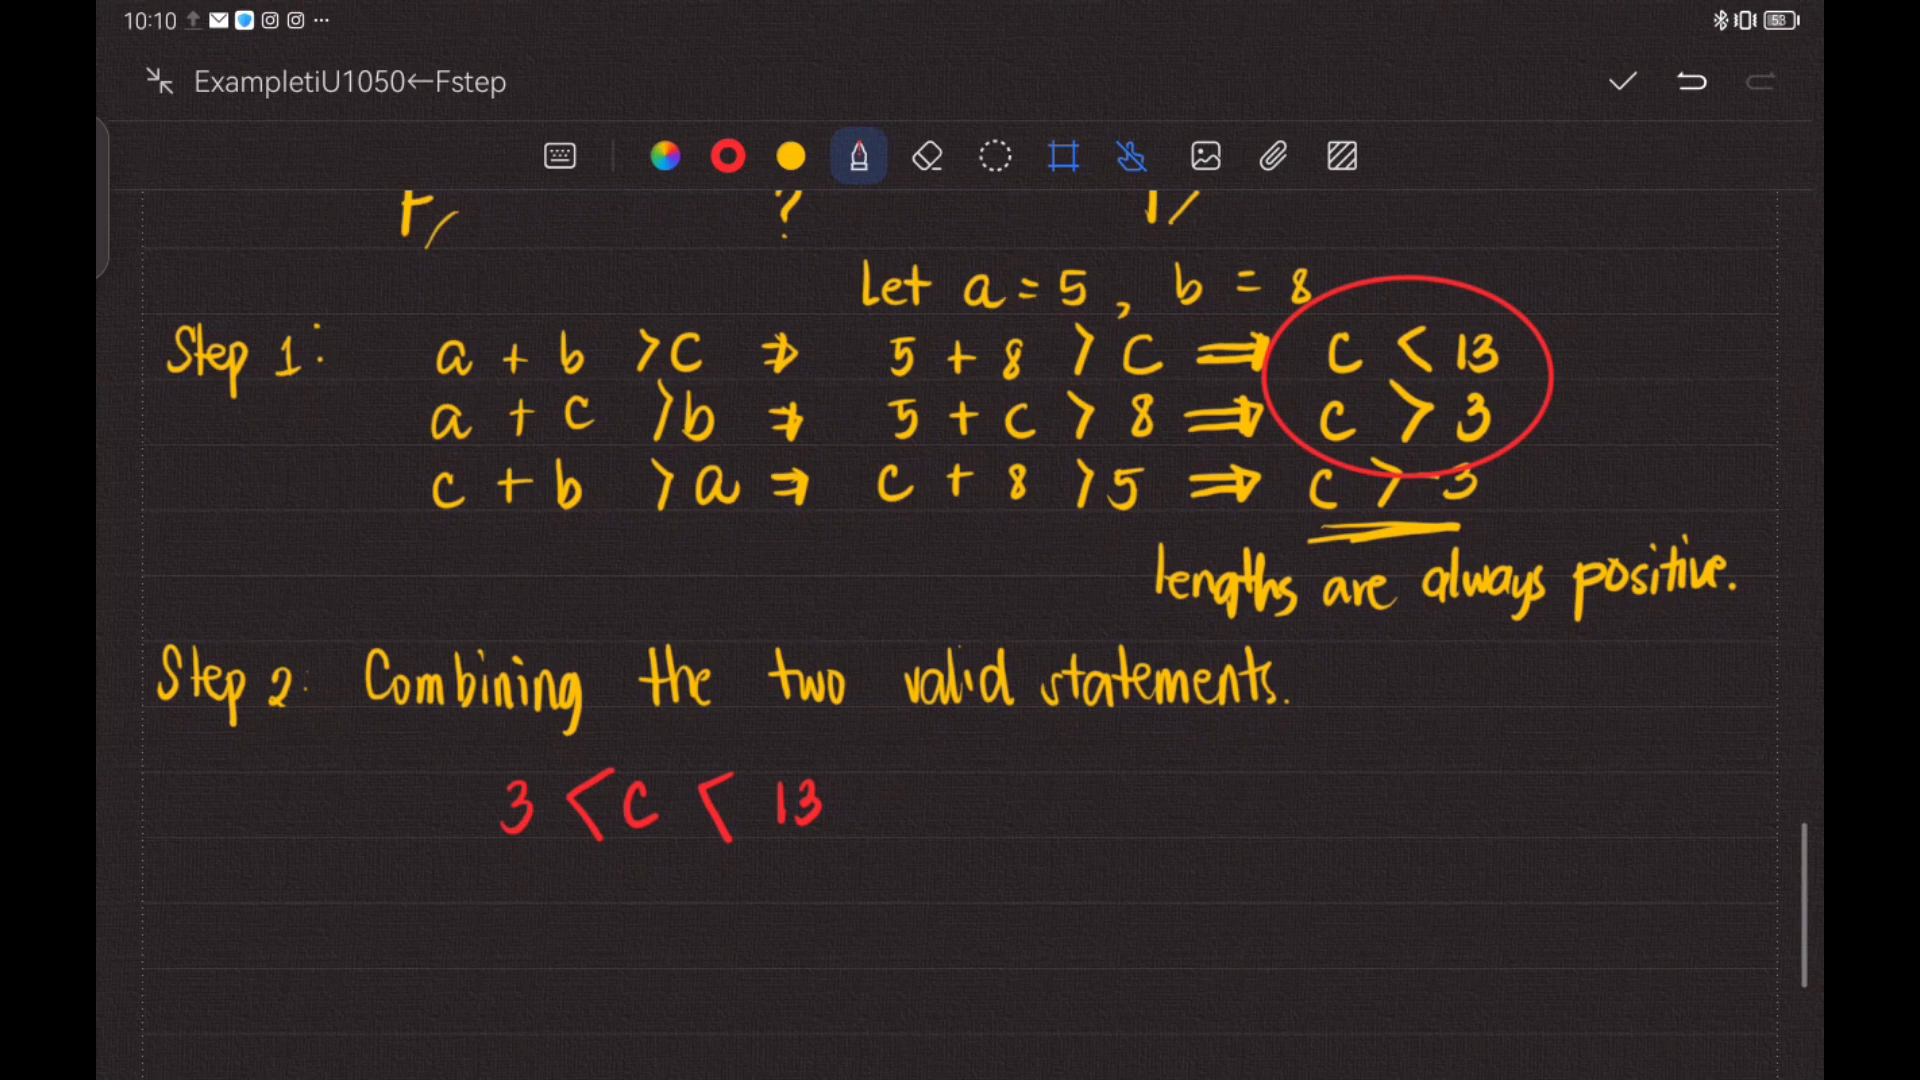 10:10 ...
53
ExampletiU1050←Fstep
?
Let a = 5 , b = 8
Step 1: a + b > c ⇒ 5 + 8 > c ⇒ c < 13
a + c > b ⇒ 5 + c > 8 ⇒ c > 3
c + b > a ⇒ c + 8 > 5 ⇒ c > -3
lengths are always positive.
Step 2: Combining the two valid statements.
3 < c < 13